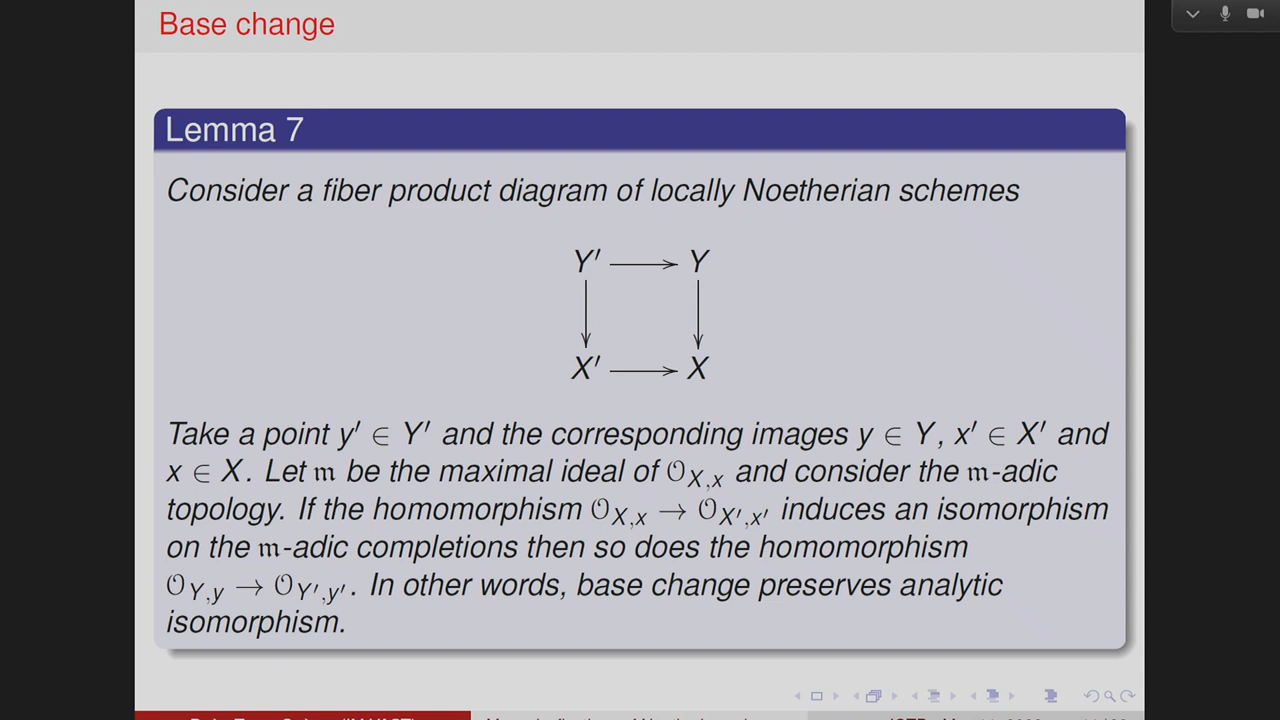 Base change
Lemma 7
Consider a fiber product diagram of locally Noetherian schemes
Y′ Y
X′ X
Take a point y′ ∈ Y′ and the corresponding images y ∈ Y, x′ ∈ X′ and
x ∈ X. Let 𝔪 be the maximal ideal of 𝒪X,x and consider the 𝔪-adic
topology. If the homomorphism 𝒪X,x → 𝒪X′,x′ induces an isomorphism
on the 𝔪-adic completions then so does the homomorphism
𝒪Y,y → 𝒪Y′,y′. In other words, base change preserves analytic
isomorphism.